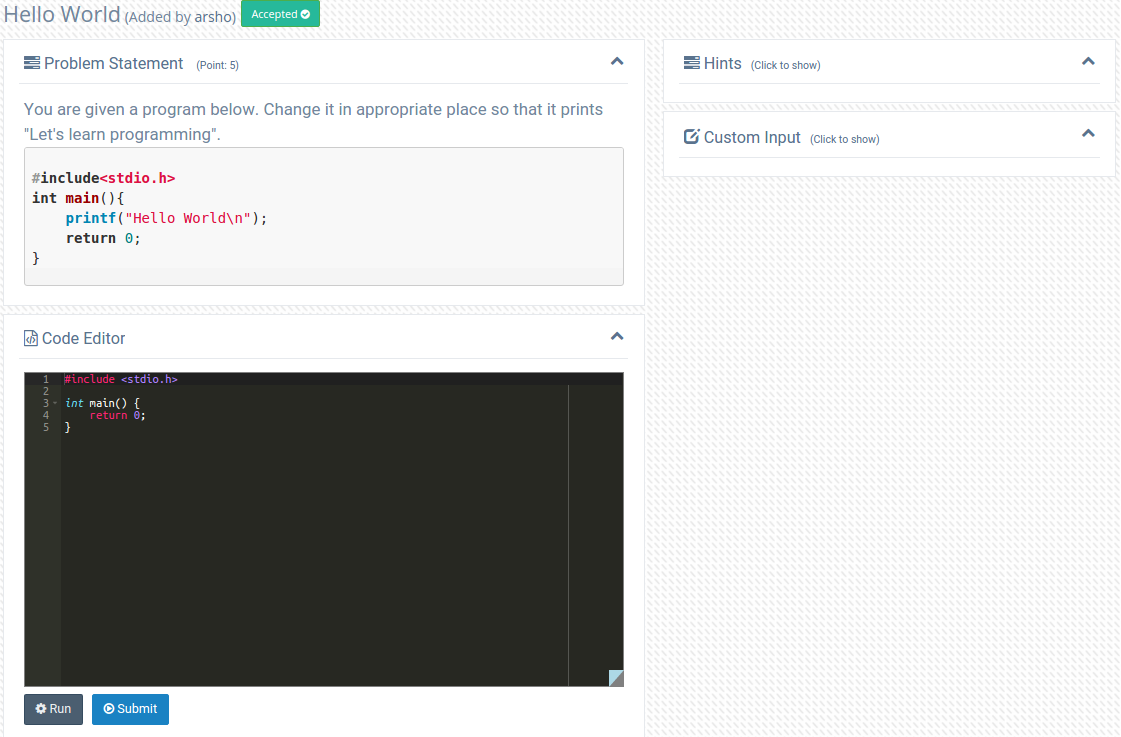 Hello World (Added by arsho) Accepted
Problem Statement (Point: 5)
You are given a program below. Change it in appropriate place so that it prints
"Let's learn programming".
#include<stdio.h>
int main(){
    printf("Hello World\n");
    return 0;
}
Code Editor
1 #include <stdio.h>
2
3 int main() {
4     return 0;
5 }
Run Submit
Hints (Click to show)
Custom Input (Click to show)